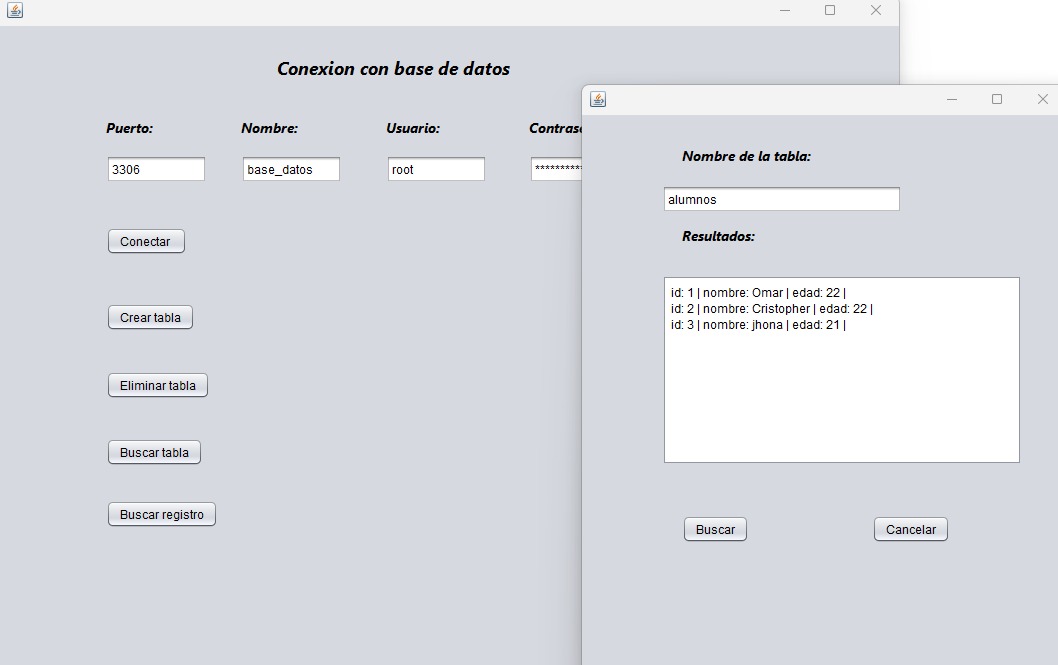 Conexion con base de datos
Puerto: Nombre: Usuario:
3306 base_datos root **********
Conectar
Crear tabla
Eliminar tabla
Buscar tabla
Buscar registro
Nombre de la tabla:
alumnos
Resultados:
id: 1 | nombre: Omar | edad: 22 |
id: 2 | nombre: Cristopher | edad: 22 |
id: 3 | nombre: jhona | edad: 21 |
Buscar Cancelar